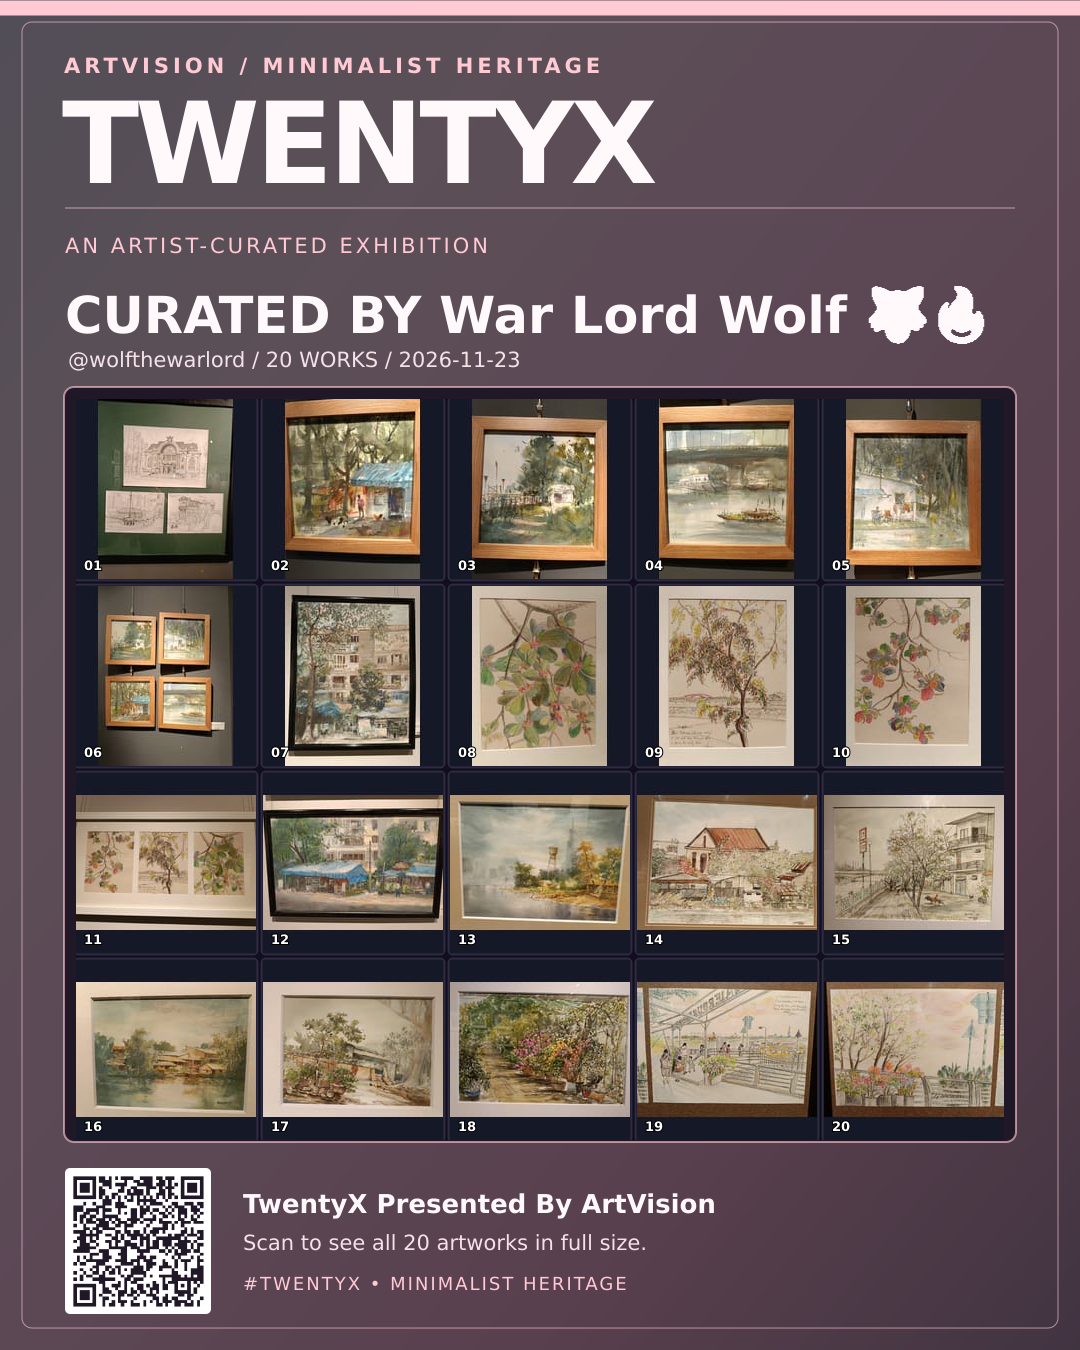 ARTVISION / MINIMALIST HERITAGE
TWENTYX
AN ARTIST-CURATED EXHIBITION
CURATED BY War Lord Wolf
@wolfthewarlord / 20 WORKS / 2026-11-23
01
02
03
04
05
06
07
08
09
10
11
12
13
14
15
16
17
18
19
20
TwentyX Presented By ArtVision
Scan to see all 20 artworks in full size.
#TWENTYX • MINIMALIST HERITAGE